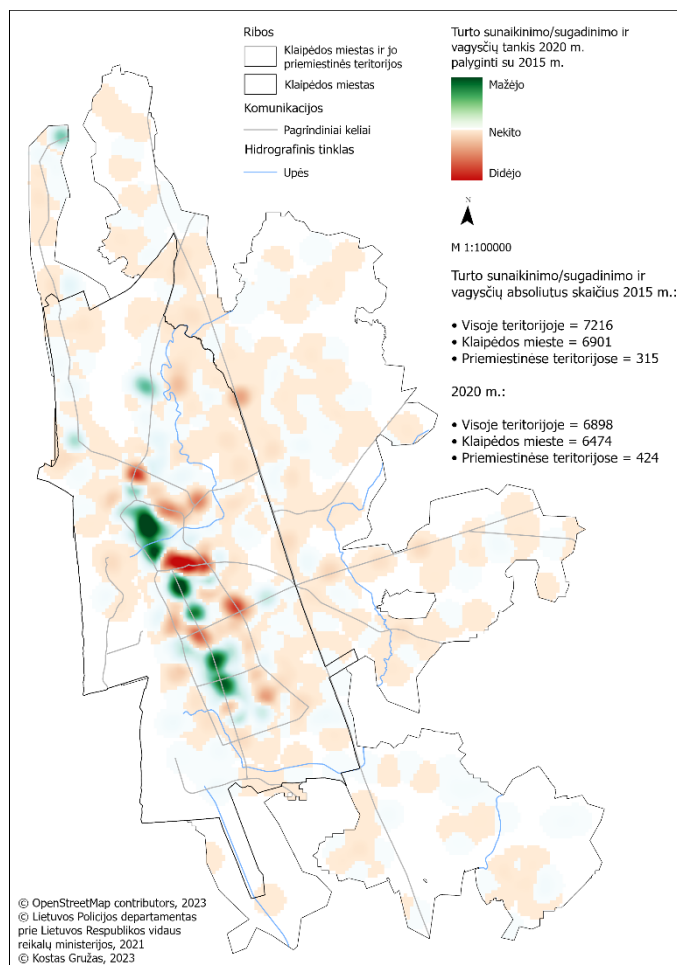 Ribos
Klaipėdos miestas ir jo
priemiestinės teritorijos
Klaipėdos miestas
Komunikacijos
Pagrindiniai keliai
Hidrografinis tinklas
Upės
Turto sunaikinimo/sugadinimo ir
vagysčių tankis 2020 m.
palyginti su 2015 m.
Mažėjo
Nekito
Didėjo
N
M 1:100000
Turto sunaikinimo/sugadinimo ir
vagysčių absoliutus skaičius 2015 m.:
• Visoje teritorijoje = 7216
• Klaipėdos mieste = 6901
• Priemiestinėse teritorijose = 315
2020 m.:
• Visoje teritorijoje = 6898
• Klaipėdos mieste = 6474
• Priemiestinėse teritorijose = 424
© OpenStreetMap contributors, 2023
© Lietuvos Policijos departamentas
prie Lietuvos Respublikos vidaus
reikalų ministerijos, 2021
© Kostas Gružas, 2023